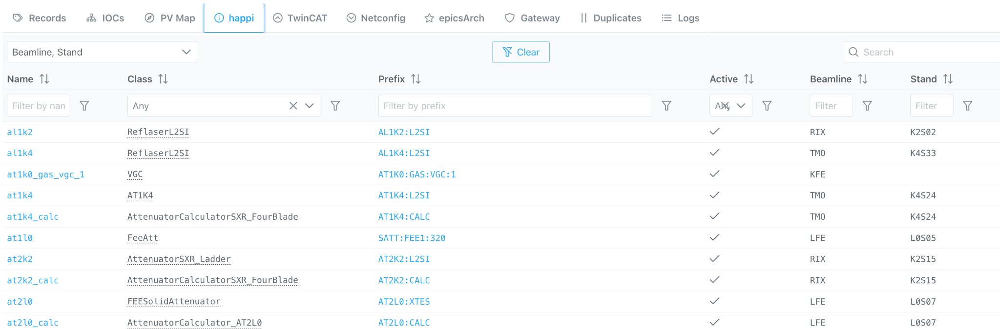 Records IOCs PV Map happi TwinCAT Netconfig epicsArch Gateway Duplicates Logs
Beamline, Stand Clear Search
Name Class Prefix Active Beamline Stand
Filter by nam Any Filter by prefix Any Filter Filter
al1k2 ReflaserL2SI AL1K2:L2SI RIX K2S02
al1k4 ReflaserL2SI AL1K4:L2SI TMO K4S33
at1k0_gas_vgc_1 VGC AT1K0:GAS:VGC:1 KFE
at1k4 AT1K4 AT1K4:L2SI TMO K4S24
at1k4_calc AttenuatorCalculatorSXR_FourBlade AT1K4:CALC TMO K4S24
at1l0 FeeAtt SATT:FEE1:320 LFE L0S05
at2k2 AttenuatorSXR_Ladder AT2K2:L2SI RIX K2S15
at2k2_calc AttenuatorCalculatorSXR_FourBlade AT2K2:CALC RIX K2S15
at2l0 FEESolidAttenuator AT2L0:XTES LFE L0S07
at2l0_calc AttenuatorCalculator_AT2L0 AT2L0:CALC LFE L0S07